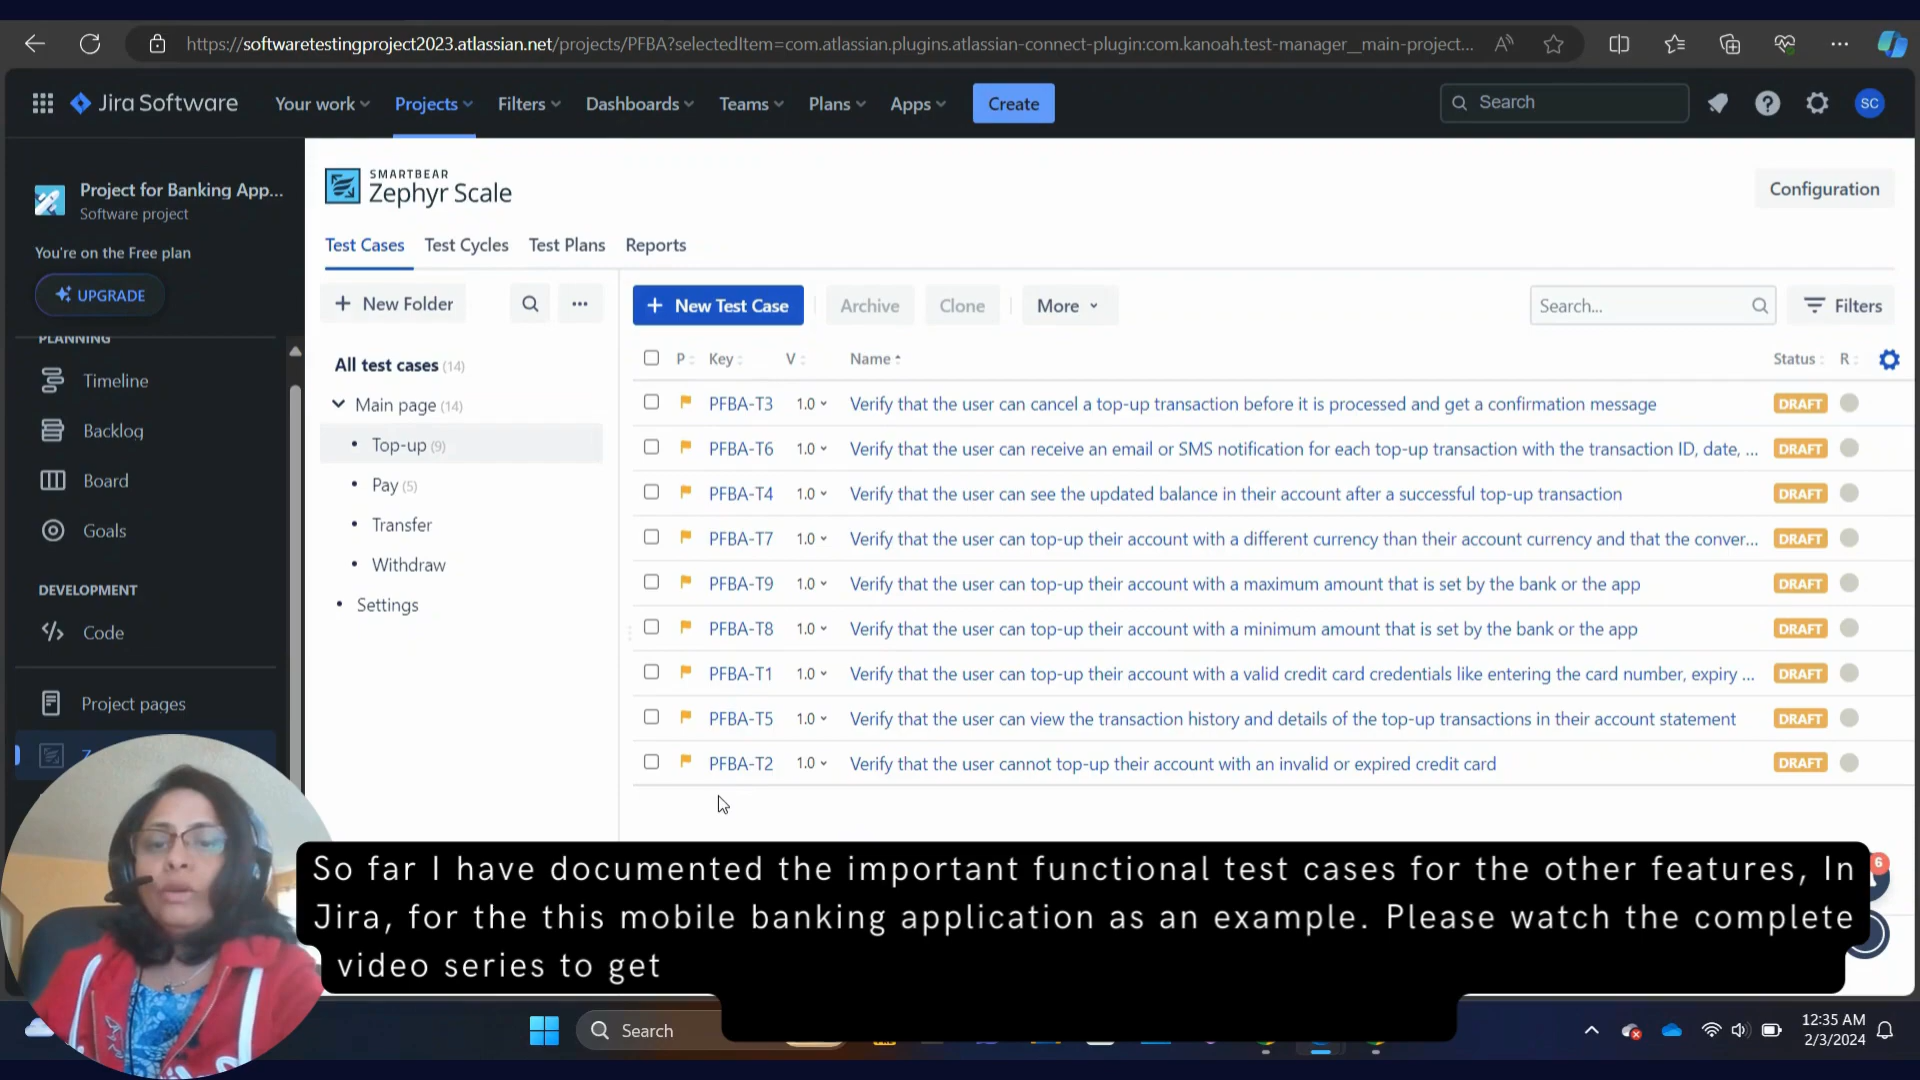 https://softwaretestingproject2023.atlassian.net/projects/PFBA?selectedItem=com.atlassian.plugins.atlassian-connect-plugin:com.kanoah.test-manager__main-project...
Jira Software
Your work
Projects
Filters
Dashboards
Teams
Plans
Apps
Create
Search
SC
Project for Banking App...
Software project
You're on the Free plan
UPGRADE
PLANNING
Timeline
Backlog
Board
Goals
DEVELOPMENT
Code
Project pages
SMARTBEAR
Zephyr Scale
Configuration
Test Cases
Test Cycles
Test Plans
Reports
+ New Folder
...
All test cases (14)
Main page (14)
• Top-up (9)
• Pay (5)
• Transfer
• Withdraw
• Settings
+ New Test Case
Archive
Clone
More
Search...
Filters
P Key V Name Status R
PFBA-T3 1.0 Verify that the user can cancel a top-up transaction before it is processed and get a confirmation message DRAFT
PFBA-T6 1.0 Verify that the user can receive an email or SMS notification for each top-up transaction with the transaction ID, date, ... DRAFT
PFBA-T4 1.0 Verify that the user can see the updated balance in their account after a successful top-up transaction DRAFT
PFBA-T7 1.0 Verify that the user can top-up their account with a different currency than their account currency and that the conver... DRAFT
PFBA-T9 1.0 Verify that the user can top-up their account with a maximum amount that is set by the bank or the app DRAFT
PFBA-T8 1.0 Verify that the user can top-up their account with a minimum amount that is set by the bank or the app DRAFT
PFBA-T1 1.0 Verify that the user can top-up their account with a valid credit card credentials like entering the card number, expiry ... DRAFT
PFBA-T5 1.0 Verify that the user can view the transaction history and details of the top-up transactions in their account statement DRAFT
PFBA-T2 1.0 Verify that the user cannot top-up their account with an invalid or expired credit card DRAFT
6
So far I have documented the important functional test cases for the other features, In
Jira, for the this mobile banking application as an example. Please watch the complete
video series to get
Search
12:35 AM
2/3/2024